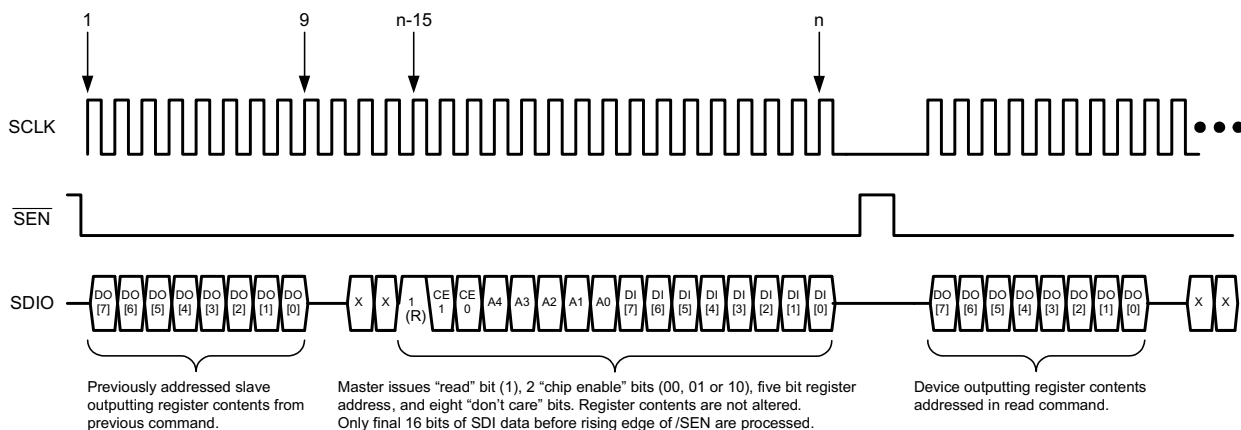 1 9 n-15 n
SCLK
SEN
SDIO
DO [7] DO [6] DO [5] DO [4] DO [3] DO [2] DO [1] DO [0] X X 1 (R) CE 1 CE 0 A4 A3 A2 A1 A0 DI [7] DI [6] DI [5] DI [4] DI [3] DI [2] DI [1] DI [0] DO [7] DO [6] DO [5] DO [4] DO [3] DO [2] DO [1] DO [0] X X
Previously addressed slave
outputting register contents from
previous command.
Master issues “read” bit (1), 2 “chip enable” bits (00, 01 or 10), five bit register
address, and eight “don’t care” bits. Register contents are not altered.
Only final 16 bits of SDI data before rising edge of /SEN are processed.
Device outputting register contents
addressed in read command.